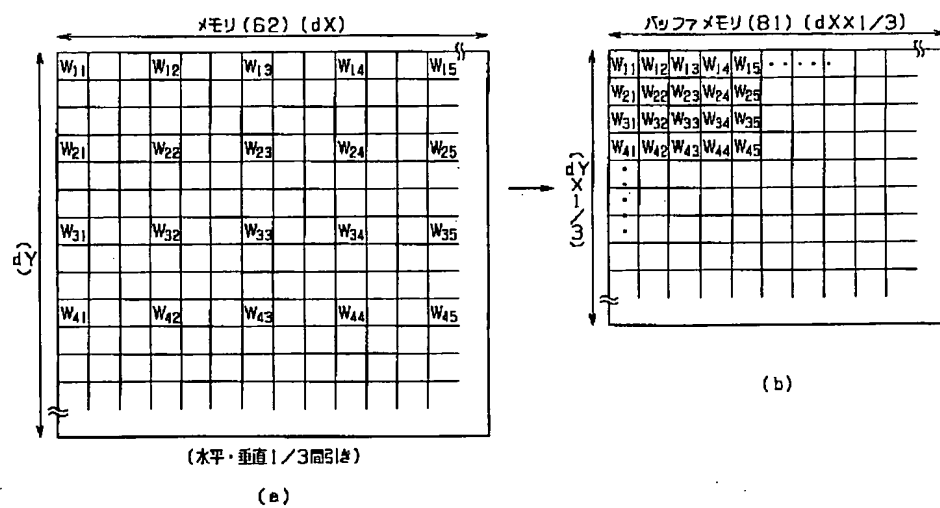 メモリ(62)(dX)
W11 W12 W13 W14 W15
W21 W22 W23 W24 W25
W31 W32 W33 W34 W35
W41 W42 W43 W44 W45
(dY)
(水平・垂直1/3間引き)
(a)
バッファメモリ(81)(dX×1/3)
W11 W12 W13 W14 W15 ・・・・・
W21 W22 W23 W24 W25
W31 W32 W33 W34 W35
W41 W42 W43 W44 W45
(dY×1/3)
(b)